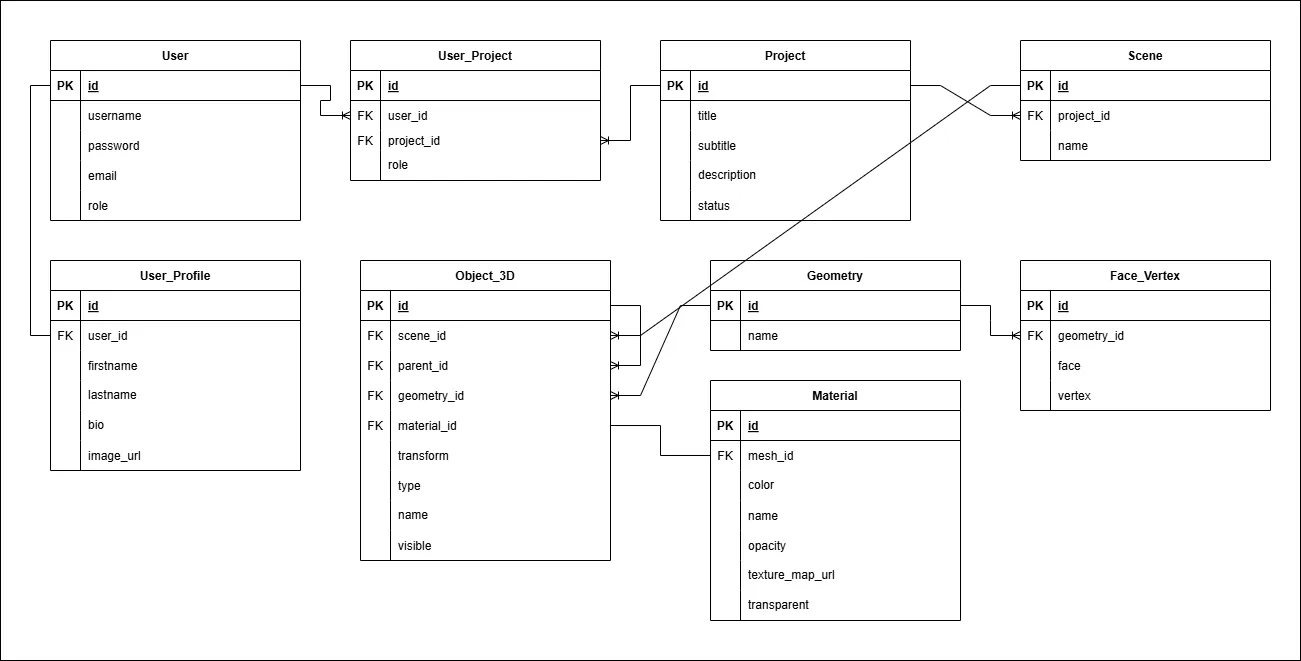 User
PK id
username
password
email
role
User_Project
PK id
FK user_id
FK project_id
role
Project
PK id
title
subtitle
description
status
Scene
PK id
FK project_id
name
User_Profile
PK id
FK user_id
firstname
lastname
bio
image_url
Object_3D
PK id
FK scene_id
FK parent_id
FK geometry_id
FK material_id
transform
type
name
visible
Geometry
PK id
name
Face_Vertex
PK id
FK geometry_id
face
vertex
Material
PK id
FK mesh_id
color
name
opacity
texture_map_url
transparent